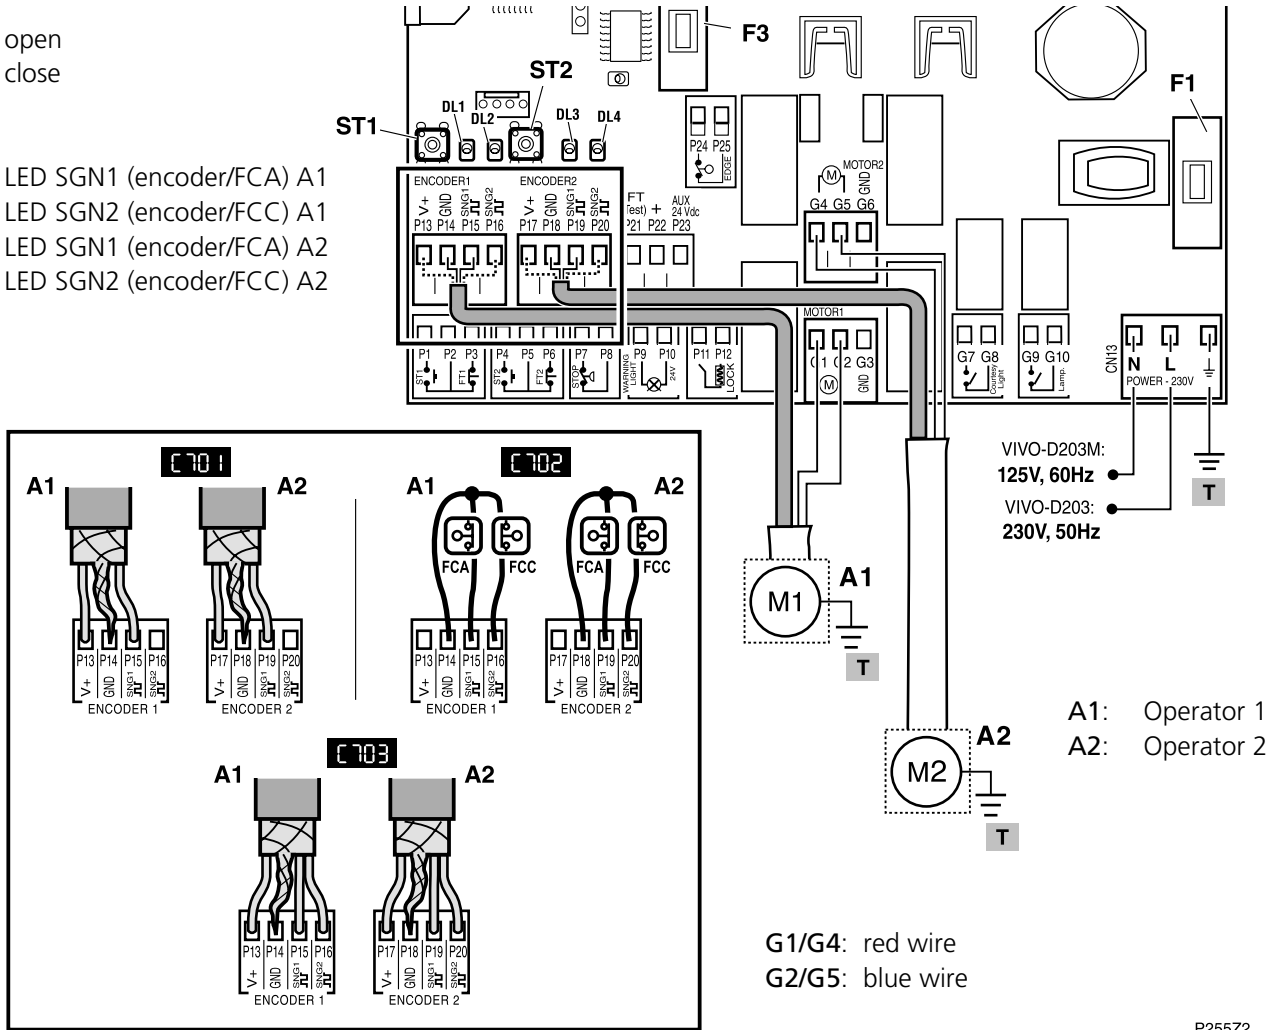 open
close
F3
ST2
F1
ST1
DL1
DL2
DL3
DL4
P24 P25
EDGE
LED SGN1 (encoder/FCA) A1
LED SGN2 (encoder/FCC) A1
LED SGN1 (encoder/FCA) A2
LED SGN2 (encoder/FCC) A2
ENCODER1
V+ GND SNG1 SNG2
P13 P14 P15 P16
ENCODER2
V+ GND SNG1 SNG2
P17 P18 P19 P20
FT + AUX
24 Vdc
P21 P22 P23
MOTOR2
M GND
G4 G5 G6
MOTOR1
G3
M GND
P1 P2 P3
ST1 FT1
P4 P5 P6
ST2 FT2
P7 P8
STOP
P9 P10
WARNING LIGHT 24V
P11 P12
LOCK
G7 G8
Courtesy Light
G9 G10
Lamp.
CN13
N L
POWER - 230V
VIVO-D203M:
125V, 60Hz
VIVO-D203:
230V, 50Hz
T
C701
A1 A2
P13 P14 P15 P16
V+ GND SNG1 SNG2
ENCODER 1
P17 P18 P19 P20
V+ GND SNG1 SNG2
ENCODER 2
C702
A1 A2
FCA FCC
FCA FCC
P13 P14 P15 P16
V+ GND SNG1 SNG2
ENCODER 1
P17 P18 P19 P20
V+ GND SNG1 SNG2
ENCODER 2
C703
A1 A2
P13 P14 P15 P16
V+ GND SNG1 SNG2
ENCODER 1
P17 P18 P19 P20
V+ GND SNG1 SNG2
ENCODER 2
M1
A1
T
M2
A2
T
A1: Operator 1
A2: Operator 2
G1/G4: red wire
G2/G5: blue wire